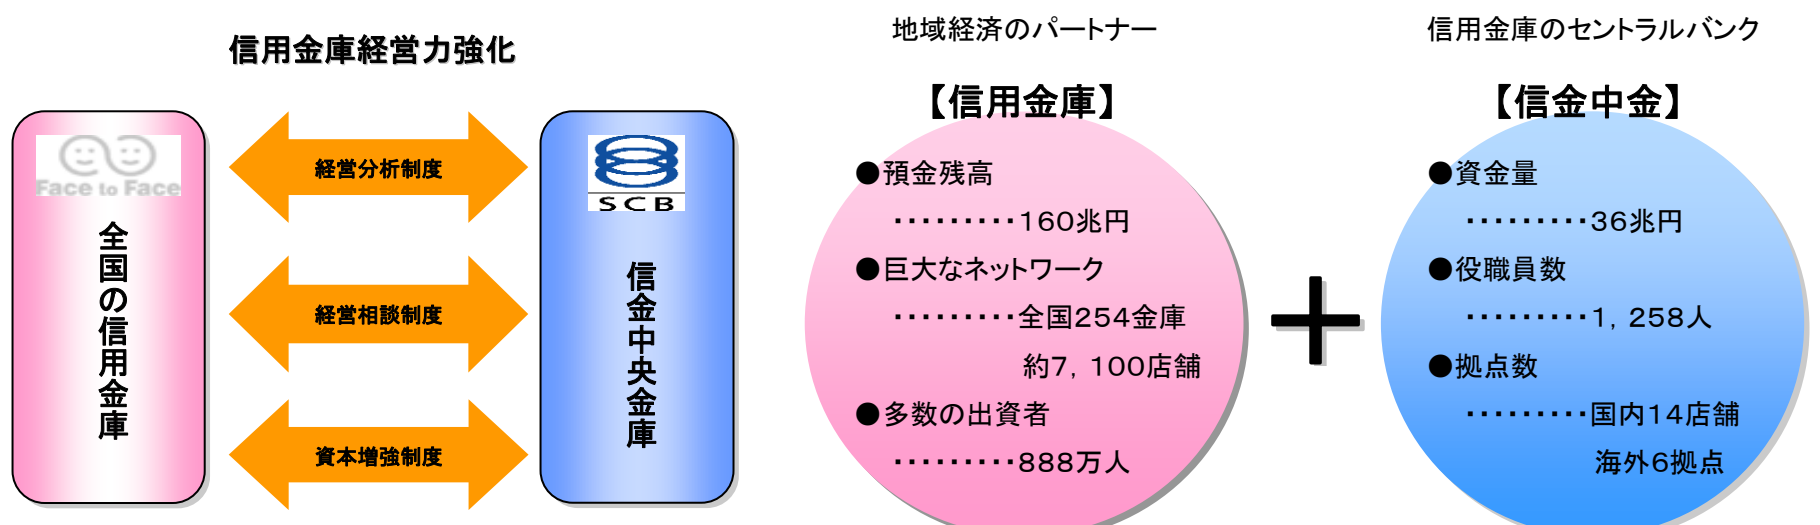 信用金庫経営力強化
Face to Face
全国の信用金庫
経営分析制度
経営相談制度
資本増強制度
SCB
信金中央金庫
地域経済のパートナー
【信用金庫】
●預金残高
・・・・・・・・・160兆円
●巨大なネットワーク
・・・・・・・・・全国254金庫
約7，100店舗
●多数の出資者
・・・・・・・・・888万人
＋
信用金庫のセントラルバンク
【信金中金】
●資金量
・・・・・・・・・36兆円
●役職員数
・・・・・・・・・1，258人
●拠点数
・・・・・・・・・国内14店舗
海外6拠点